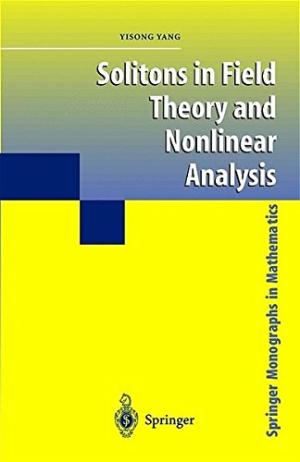 YISONG YANG
Solitons in Field
Theory and
Nonlinear
Analysis
Springer Monographs in Mathematics
Springer